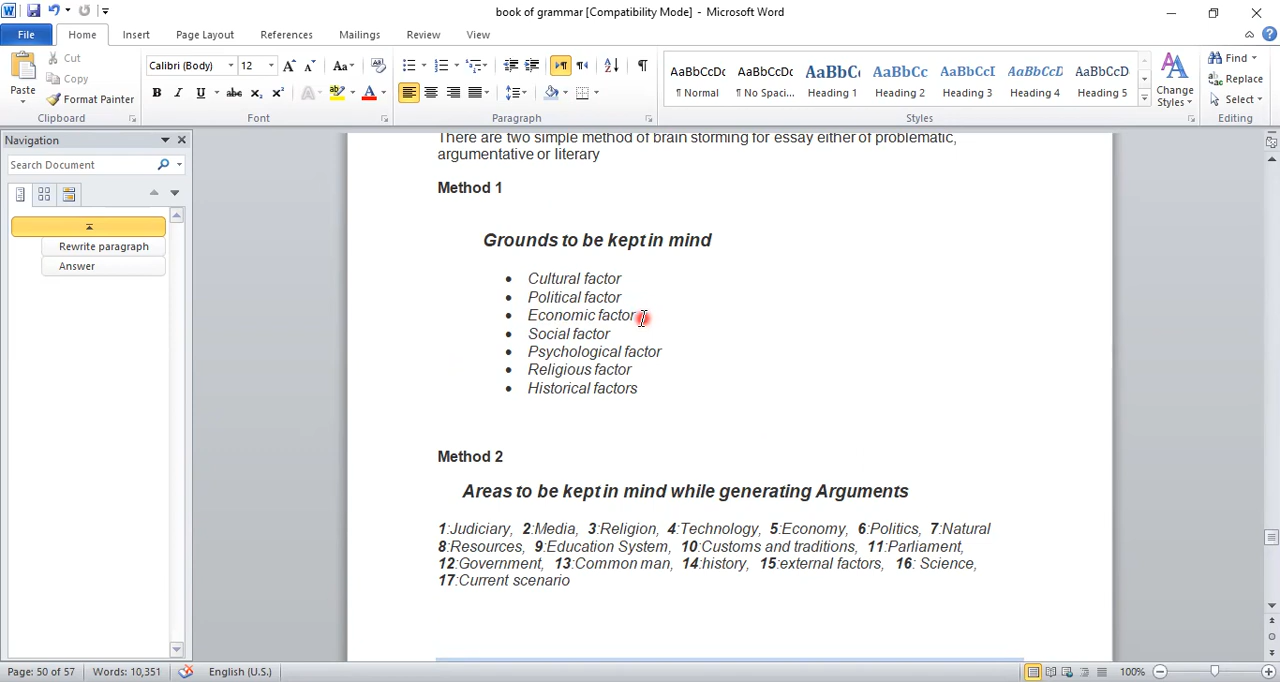 book of grammar [Compatibility Mode] - Microsoft Word
File Home Insert Page Layout References Mailings Review View
Paste
Cut
Copy
Format Painter
Clipboard
Calibri (Body) 12
Font
Paragraph
AaBbCcDc AaBbCcDc AaBbC AaBbCc AaBbCcI AaBbCcD AaBbCcD
¶ Normal ¶ No Spaci... Heading 1 Heading 2 Heading 3 Heading 4 Heading 5
Styles
Change
Styles
Find
Replace
Select
Editing
Navigation
Search Document
Rewrite paragraph
Answer
There are two simple method of brain storming for essay either of problematic,
argumentative or literary
Method 1
Grounds to be kept in mind
• Cultural factor
• Political factor
• Economic factor
• Social factor
• Psychological factor
• Religious factor
• Historical factors
Method 2
Areas to be kept in mind while generating Arguments
1:Judiciary, 2:Media, 3:Religion, 4:Technology, 5:Economy, 6:Politics, 7:Natural
8:Resources, 9:Education System, 10:Customs and traditions, 11:Parliament,
12:Government, 13:Common man, 14:history, 15:external factors, 16: Science,
17:Current scenario
Page: 50 of 57 Words: 10,351 English (U.S.) 100%